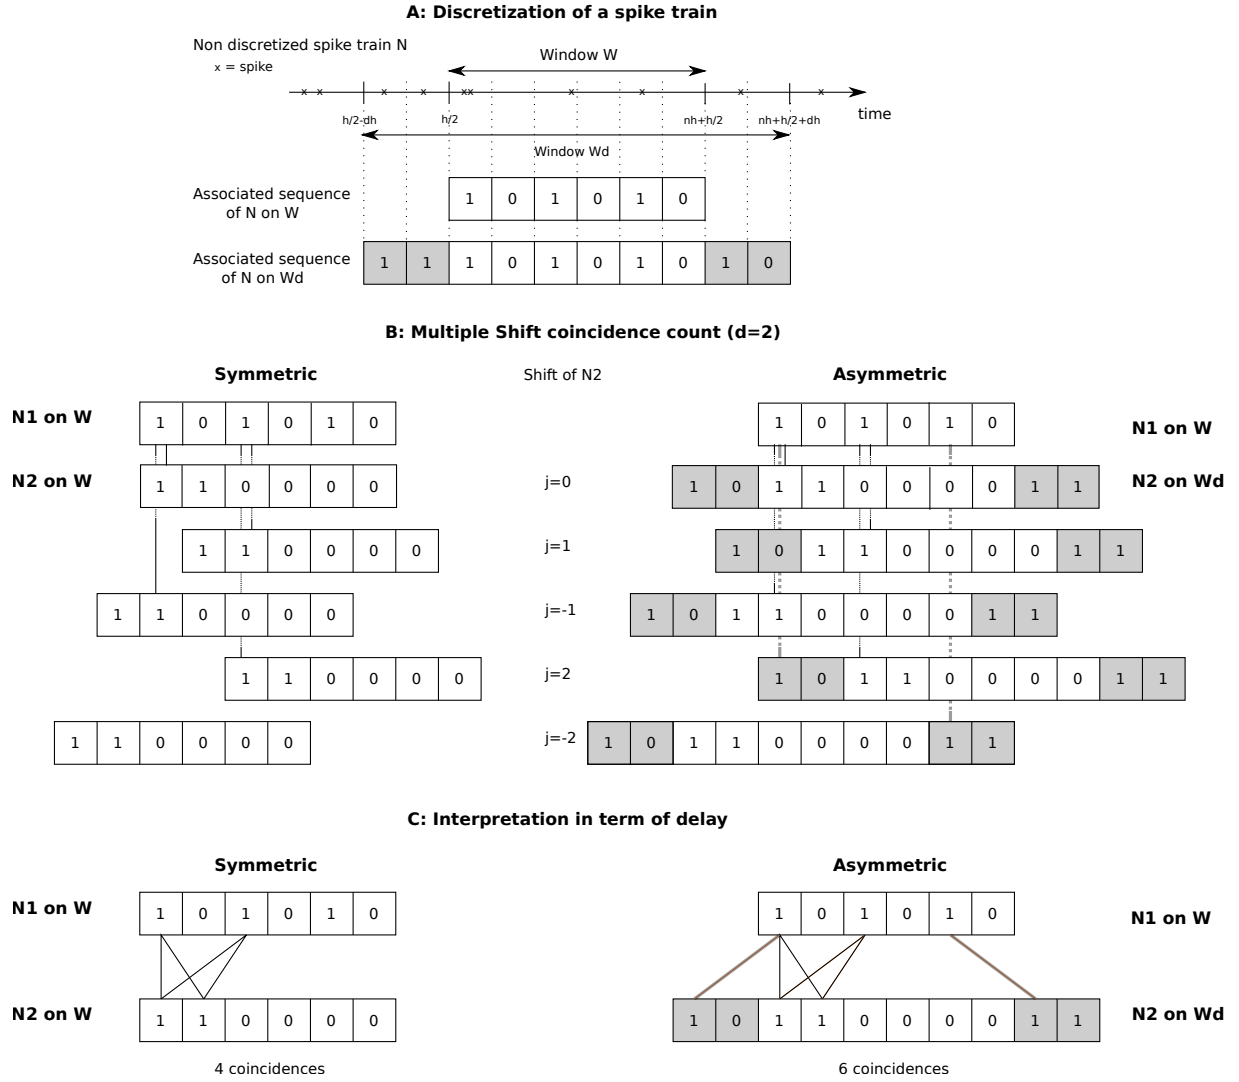 A: Discretization of a spike train
Non discretized spike train N
x = spike
Window W
x x x x x x x x x x
time
h/2-dh h/2 nh+h/2 nh+h/2+dh
Window Wd
Associated sequence
of N on W
1 0 1 0 1 0
Associated sequence
of N on Wd
1 1 1 0 1 0 1 0 1 0
B: Multiple Shift coincidence count (d=2)
Symmetric Shift of N2 Asymmetric
N1 on W 1 0 1 0 1 0 1 0 1 0 1 0 N1 on W
N2 on W 1 1 0 0 0 0 j=0 1 0 1 1 0 0 0 0 1 1 N2 on Wd
1 1 0 0 0 0 j=1 1 0 1 1 0 0 0 0 1 1
1 1 0 0 0 0 j=-1 1 0 1 1 0 0 0 0 1 1
1 1 0 0 0 0 j=2 1 0 1 1 0 0 0 0 1 1
1 1 0 0 0 0 j=-2 1 0 1 1 0 0 0 0 1 1
C: Interpretation in term of delay
Symmetric Asymmetric
N1 on W 1 0 1 0 1 0 1 0 1 0 1 0 N1 on W
N2 on W 1 1 0 0 0 0 1 0 1 1 0 0 0 0 1 1 N2 on Wd
4 coincidences 6 coincidences